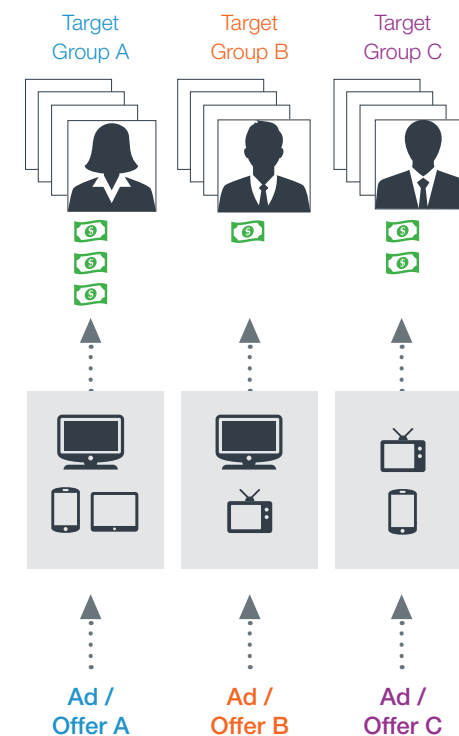 Target
Group A
Target
Group B
Target
Group C
$
$
$
$
$
$
Ad /
Offer A
Ad /
Offer B
Ad /
Offer C